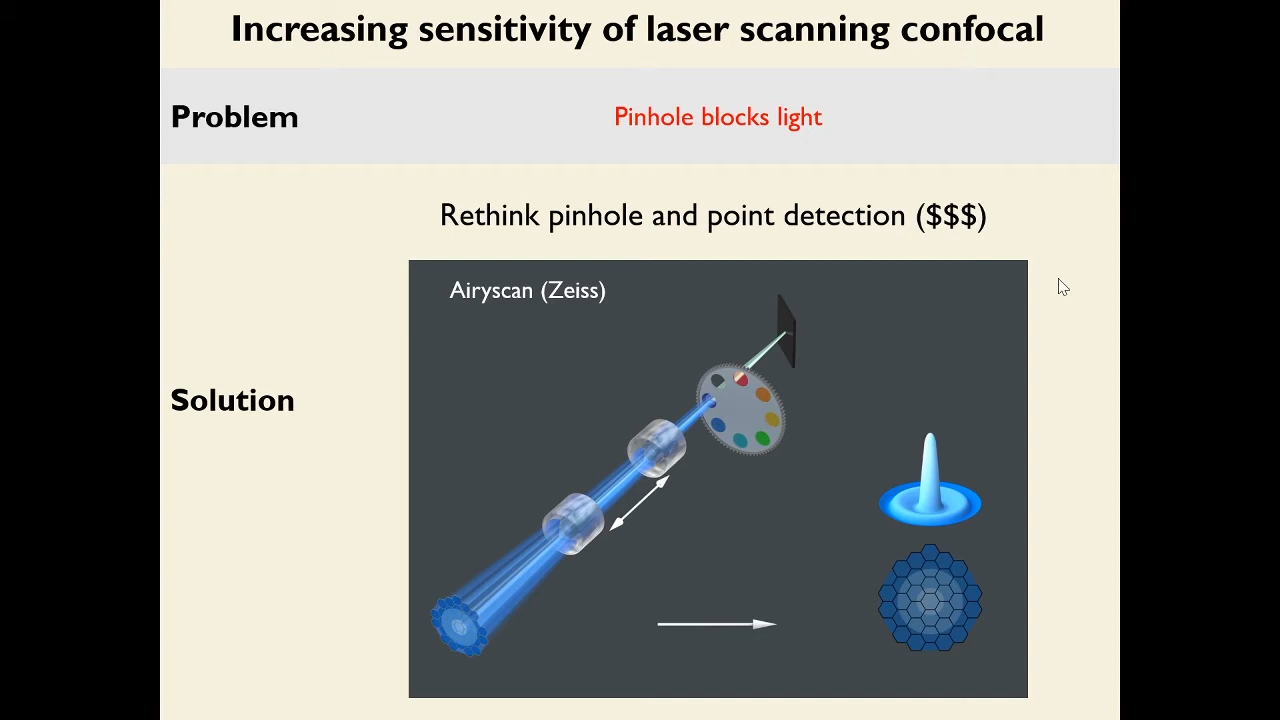 Increasing sensitivity of laser scanning confocal
Problem
Pinhole blocks light
Rethink pinhole and point detection ($$$)
Airyscan (Zeiss)
Solution